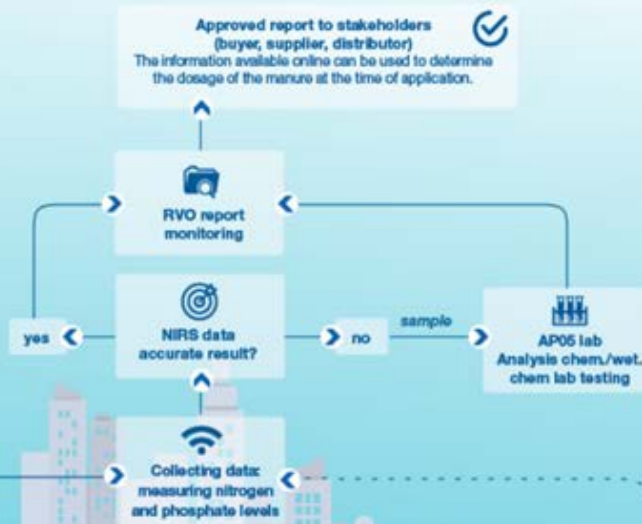 Approved report to stakeholders
(buyer, supplier, distributor)
The information available online can be used to determine
the dosage of the manure at the time of application.
RVO report
monitoring
yes
NIRS data
accurate result?
no
sample
AP05 lab
Analysis chem./wet.
chem lab testing
Collecting data:
measuring nitrogen
and phosphate levels